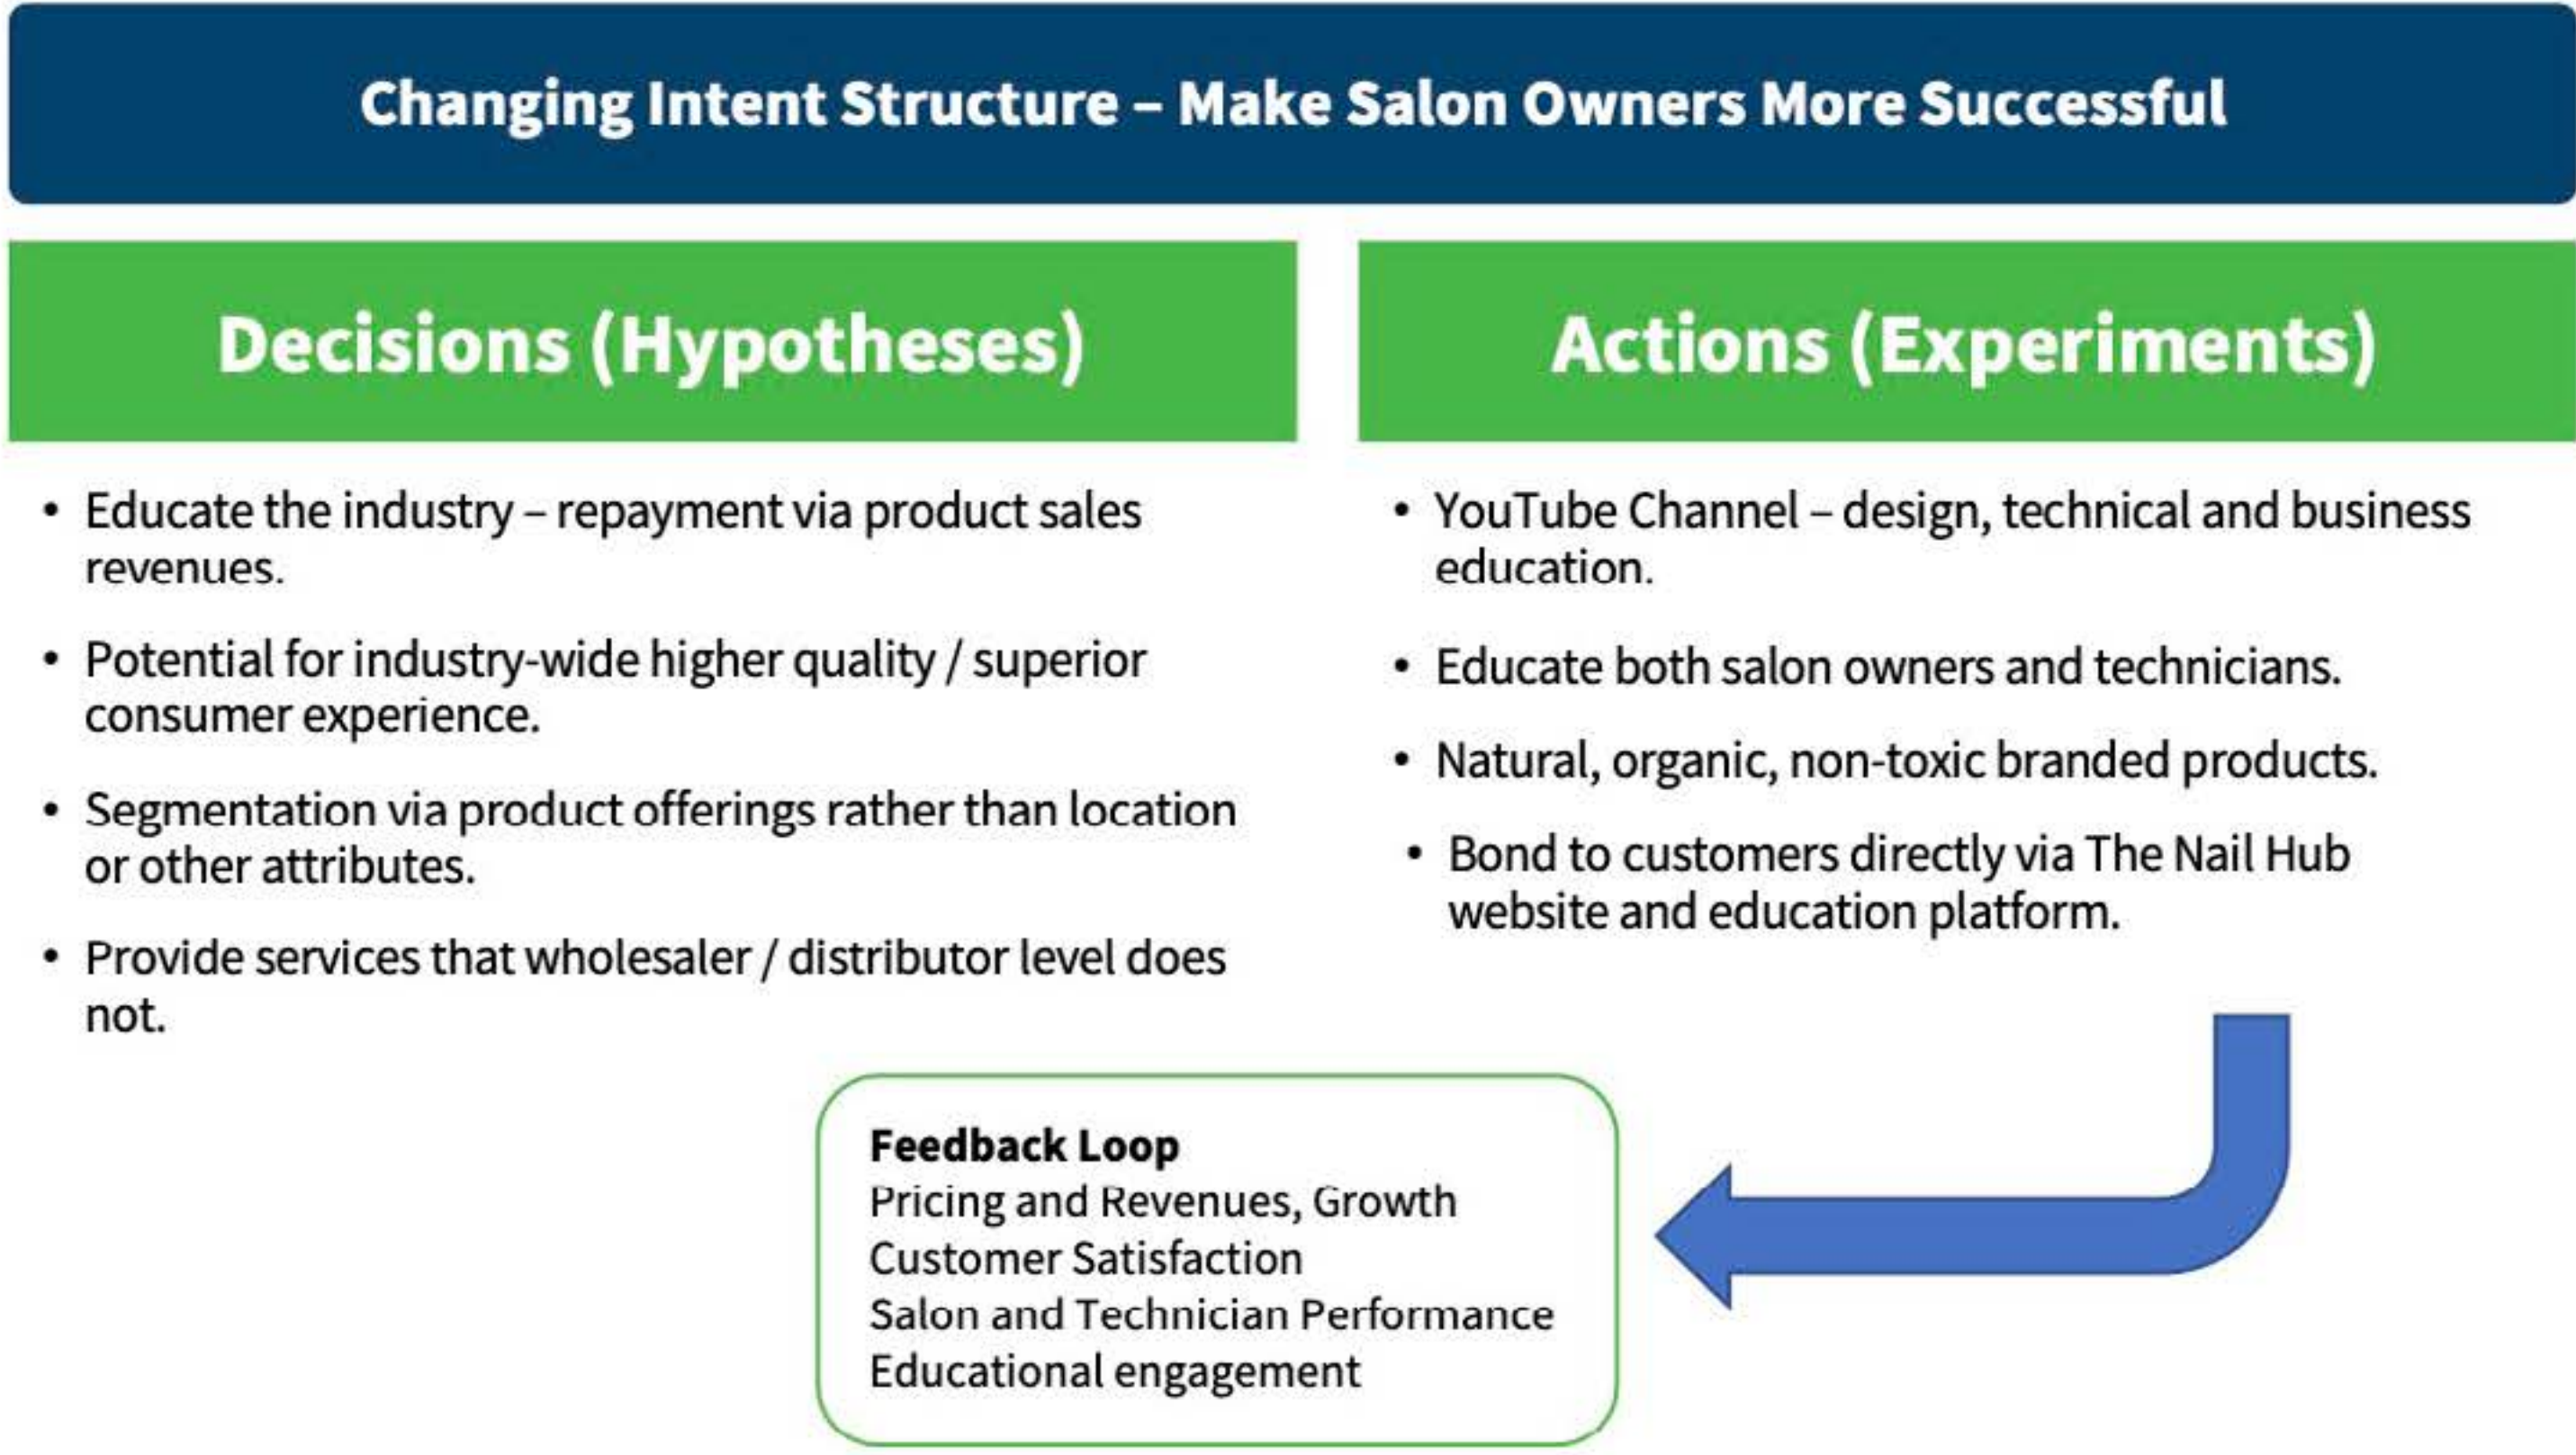 Changing Intent Structure – Make Salon Owners More Successful
Decisions (Hypotheses)
• Educate the industry – repayment via product sales
revenues.
• Potential for industry-wide higher quality / superior
consumer experience.
• Segmentation via product offerings rather than location
or other attributes.
• Provide services that wholesaler / distributor level does
not.
Actions (Experiments)
• YouTube Channel – design, technical and business
education.
• Educate both salon owners and technicians.
• Natural, organic, non-toxic branded products.
• Bond to customers directly via The Nail Hub
website and education platform.
Feedback Loop
Pricing and Revenues, Growth
Customer Satisfaction
Salon and Technician Performance
Educational engagement